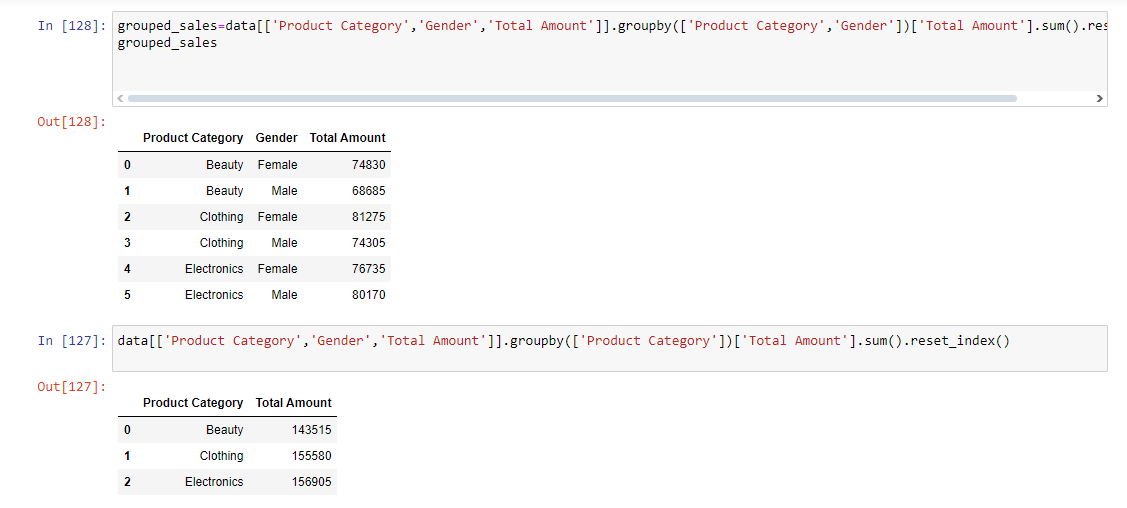 In [128]: grouped_sales=data[['Product Category','Gender','Total Amount']].groupby(['Product Category','Gender'])['Total Amount'].sum().res
grouped_sales
Out[128]:
Product Category Gender Total Amount
0 Beauty Female 74830
1 Beauty Male 68685
2 Clothing Female 81275
3 Clothing Male 74305
4 Electronics Female 76735
5 Electronics Male 80170
In [127]: data[['Product Category','Gender','Total Amount']].groupby(['Product Category'])['Total Amount'].sum().reset_index()
Out[127]:
Product Category Total Amount
0 Beauty 143515
1 Clothing 155580
2 Electronics 156905